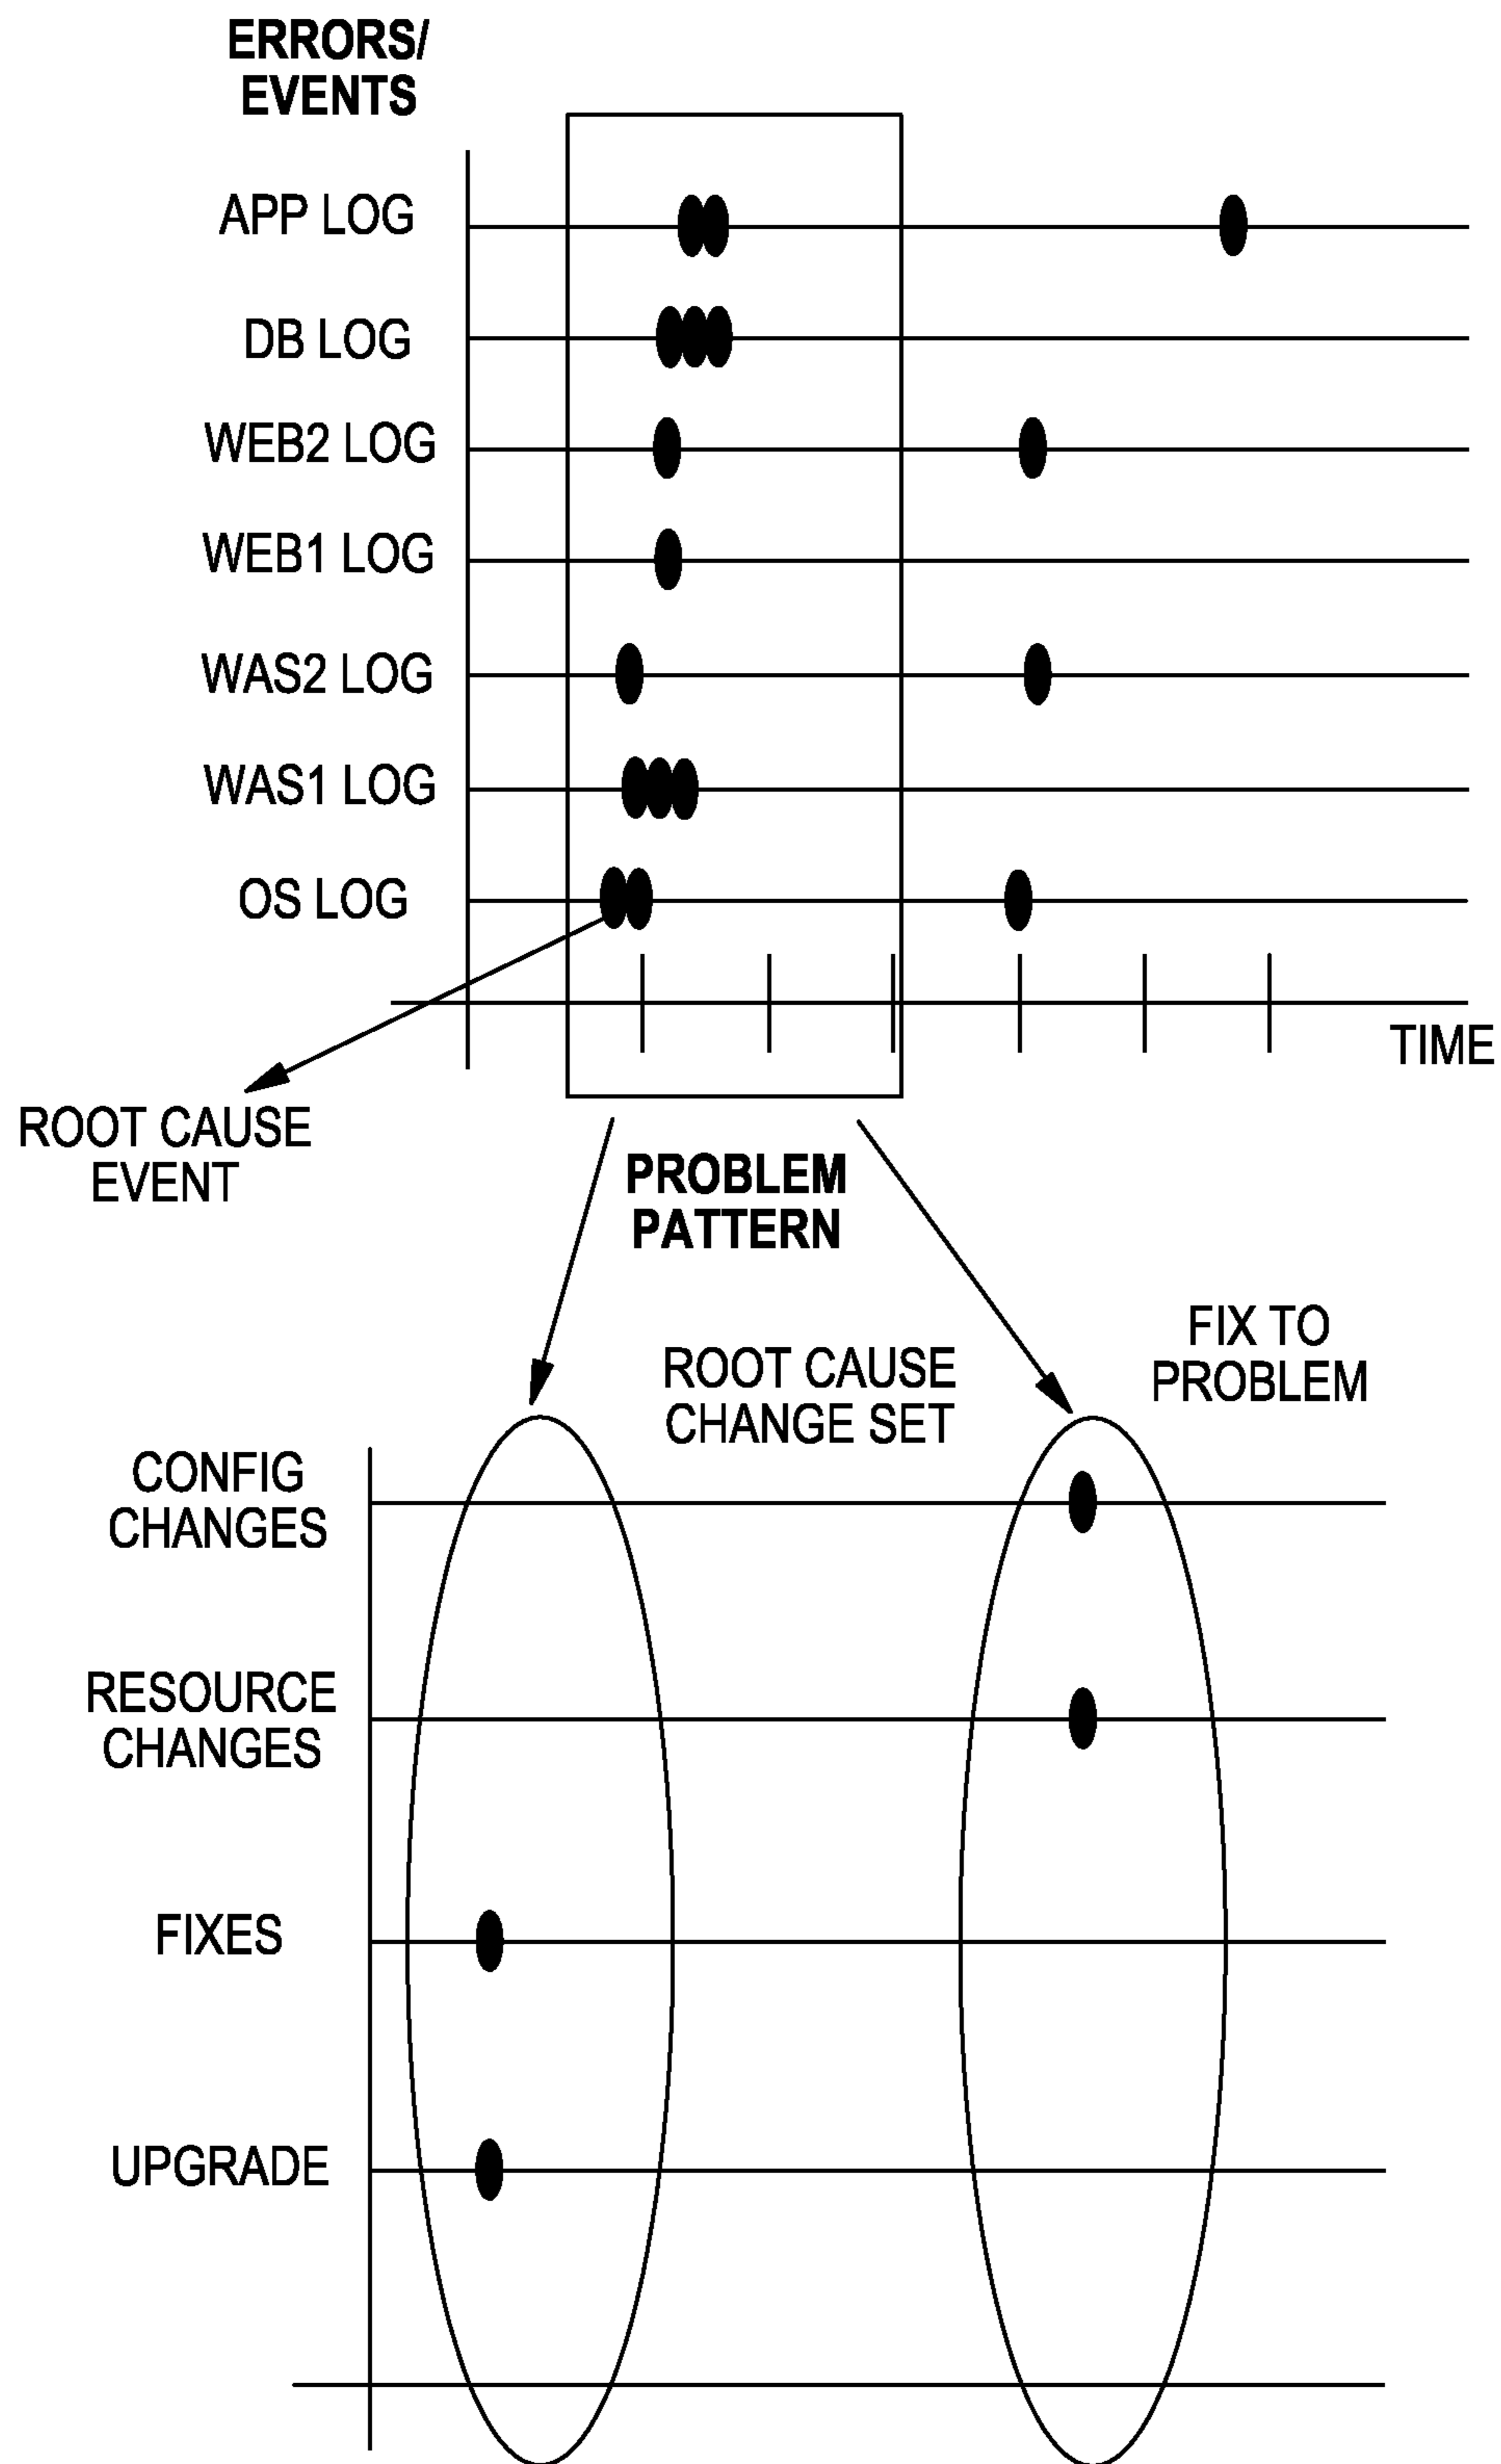 ERRORS/
EVENTS
APP LOG
DB LOG
WEB2 LOG
WEB1 LOG
WAS2 LOG
WAS1 LOG
OS LOG
TIME
ROOT CAUSE
EVENT
PROBLEM
PATTERN
FIX TO
PROBLEM
ROOT CAUSE
CHANGE SET
CONFIG
CHANGES
RESOURCE
CHANGES
FIXES
UPGRADE